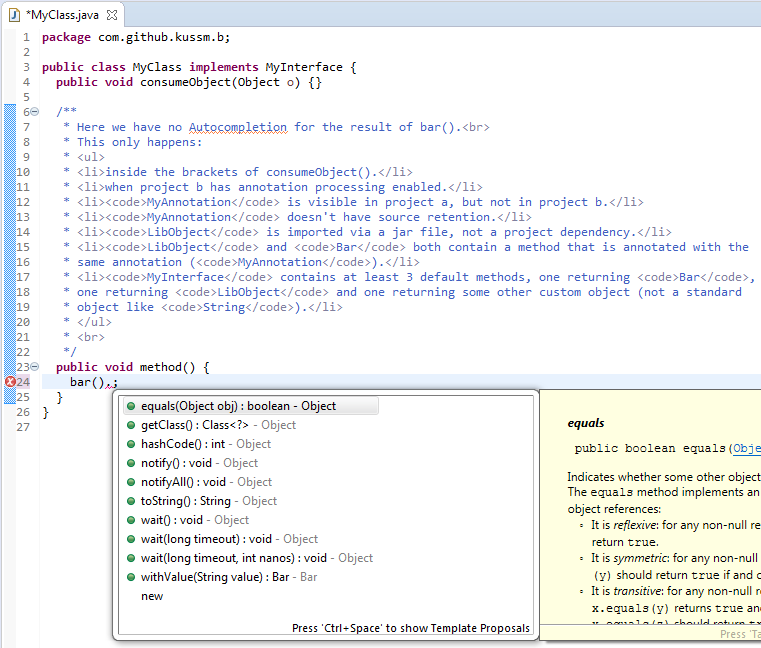 *MyClass.java
1 package com.github.kussm.b;
2
3 public class MyClass implements MyInterface {
4 public void consumeObject(Object o) {}
5
6 /**
7 * Here we have no Autocompletion for the result of bar().<br>
8 * This only happens:
9 * <ul>
10 * <li>inside the brackets of consumeObject().</li>
11 * <li>when project b has annotation processing enabled.</li>
12 * <li><code>MyAnnotation</code> is visible in project a, but not in project b.</li>
13 * <li><code>MyAnnotation</code> doesn't have source retention.</li>
14 * <li><code>LibObject</code> is imported via a jar file, not a project dependency.</li>
15 * <li><code>LibObject</code> and <code>Bar</code> both contain a method that is annotated with the
16 * same annotation (<code>MyAnnotation</code>).</li>
17 * <li><code>MyInterface</code> contains at least 3 default methods, one returning <code>Bar</code>,
18 * one returning <code>LibObject</code> and one returning some other custom object (not a standard
19 * object like <code>String</code>).</li>
20 * </ul>
21 * <br>
22 */
23 public void method() {
24 bar().;
25 }
26 }
27
equals(Object obj) : boolean - Object
getClass() : Class<?> - Object
hashCode() : int - Object
notify() : void - Object
notifyAll() : void - Object
toString() : String - Object
wait() : void - Object
wait(long timeout) : void - Object
wait(long timeout, int nanos) : void - Object
withValue(String value) : Bar - Bar
new
Press 'Ctrl+Space' to show Template Proposals
equals
public boolean equals(Obje
Indicates whether some other object
The equals method implements an
object references:
It is reflexive: for any non-null re
return true.
It is symmetric: for any non-null
(y) should return true if and o
It is transitive: for any non-null r
x.equals(y) returns true and
Press 'Ta